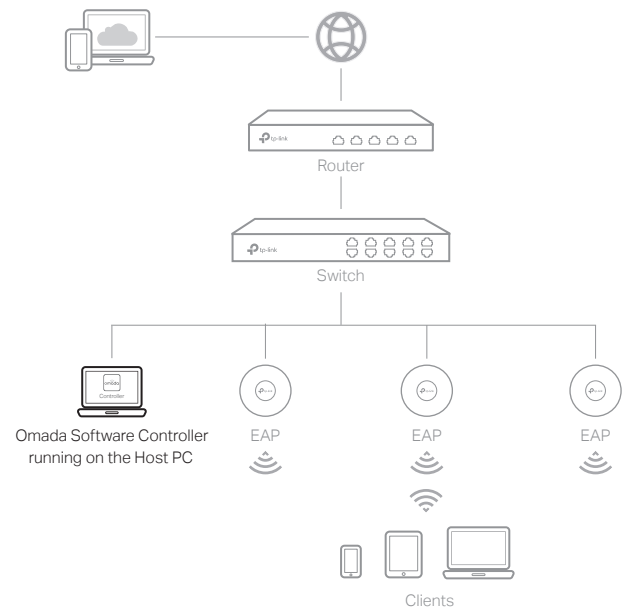 tp-link
Router
tp-link
Switch
omada
Controller
Omada Software Controller
running on the Host PC
EAP
EAP
EAP
Clients